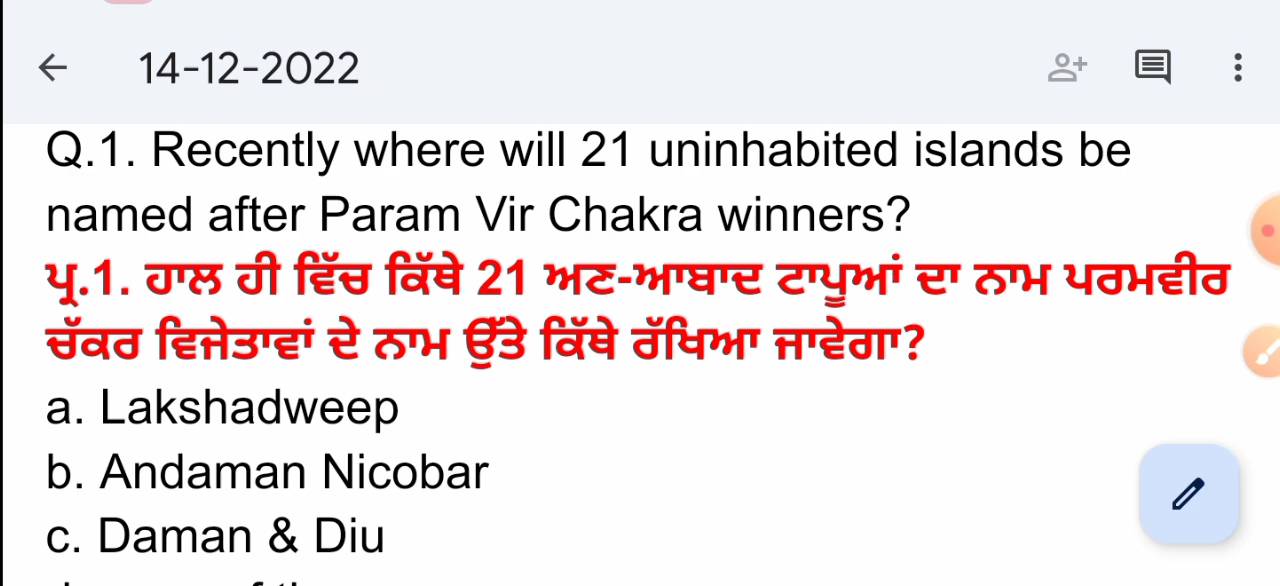 14-12-2022
Q.1. Recently where will 21 uninhabited islands be
named after Param Vir Chakra winners?
ਪ੍ਰ.1. ਹਾਲ ਹੀ ਵਿੱਚ ਕਿੱਥੇ 21 ਅਣ-ਆਬਾਦ ਟਾਪੂਆਂ ਦਾ ਨਾਮ ਪਰਮਵੀਰ
ਚੱਕਰ ਵਿਜੇਤਾਵਾਂ ਦੇ ਨਾਮ ਉੱਤੇ ਕਿੱਥੇ ਰੱਖਿਆ ਜਾਵੇਗਾ?
a. Lakshadweep
b. Andaman Nicobar
c. Daman & Diu